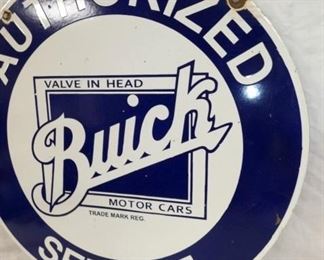 AUTHORIZED
VALVE IN HEAD
Buick
MOTOR CARS
TRADE MARK REG.